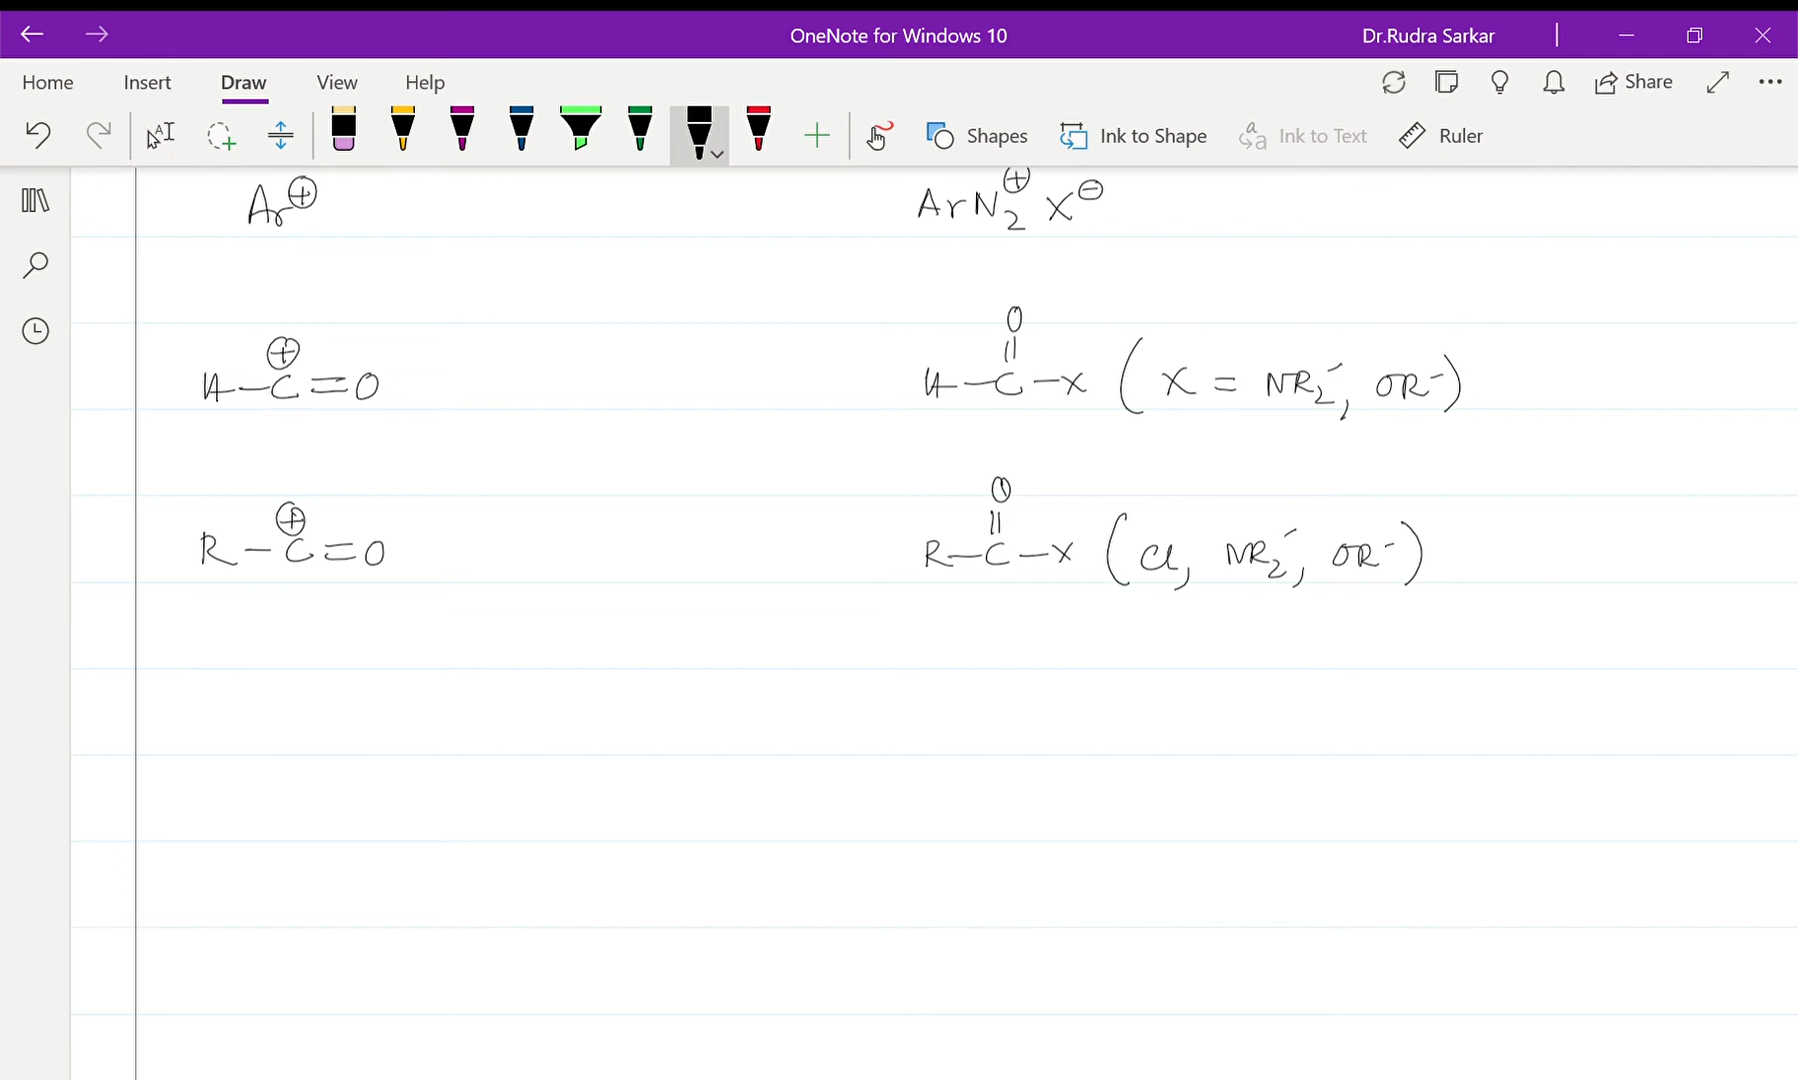 OneNote for Windows 10
Dr.Rudra Sarkar
Home Insert Draw View Help
Share
Shapes Ink to Shape Ink to Text Ruler
Ar⊕ ArN₂⊕ X⊖
O
||
H–C⊕=O H–C–X ( X = NR₂⁻, OR⁻)
O
||
R–C⊕=O R–C–X (Cl, NR₂⁻, OR⁻)